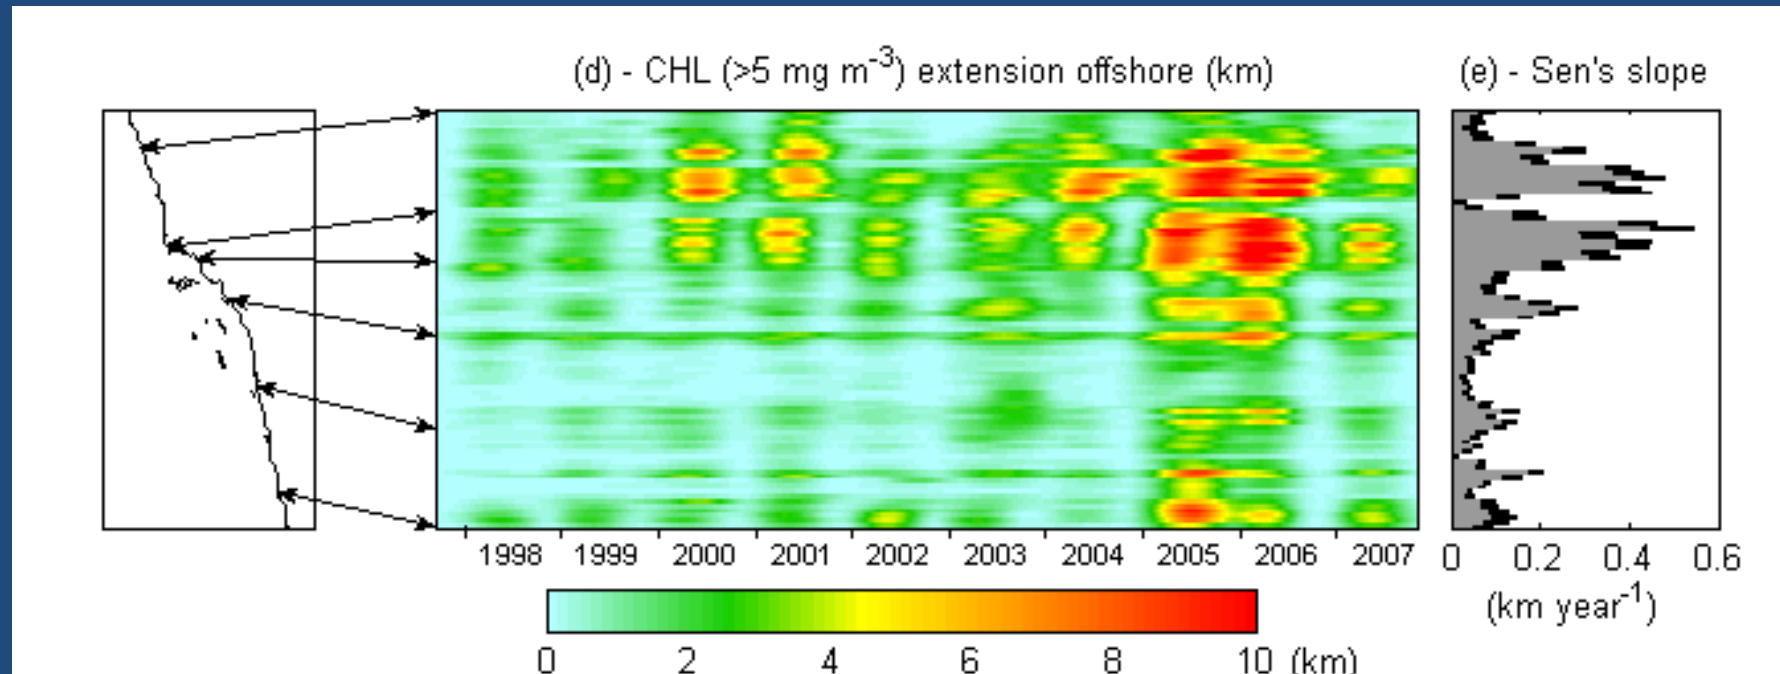 (d) - CHL (>5 mg m⁻³) extension offshore (km)
(e) - Sen's slope
1998 1999 2000 2001 2002 2003 2004 2005 2006 2007
0 0.2 0.4 0.6
(km year⁻¹)
0 2 4 6 8 10 (km)